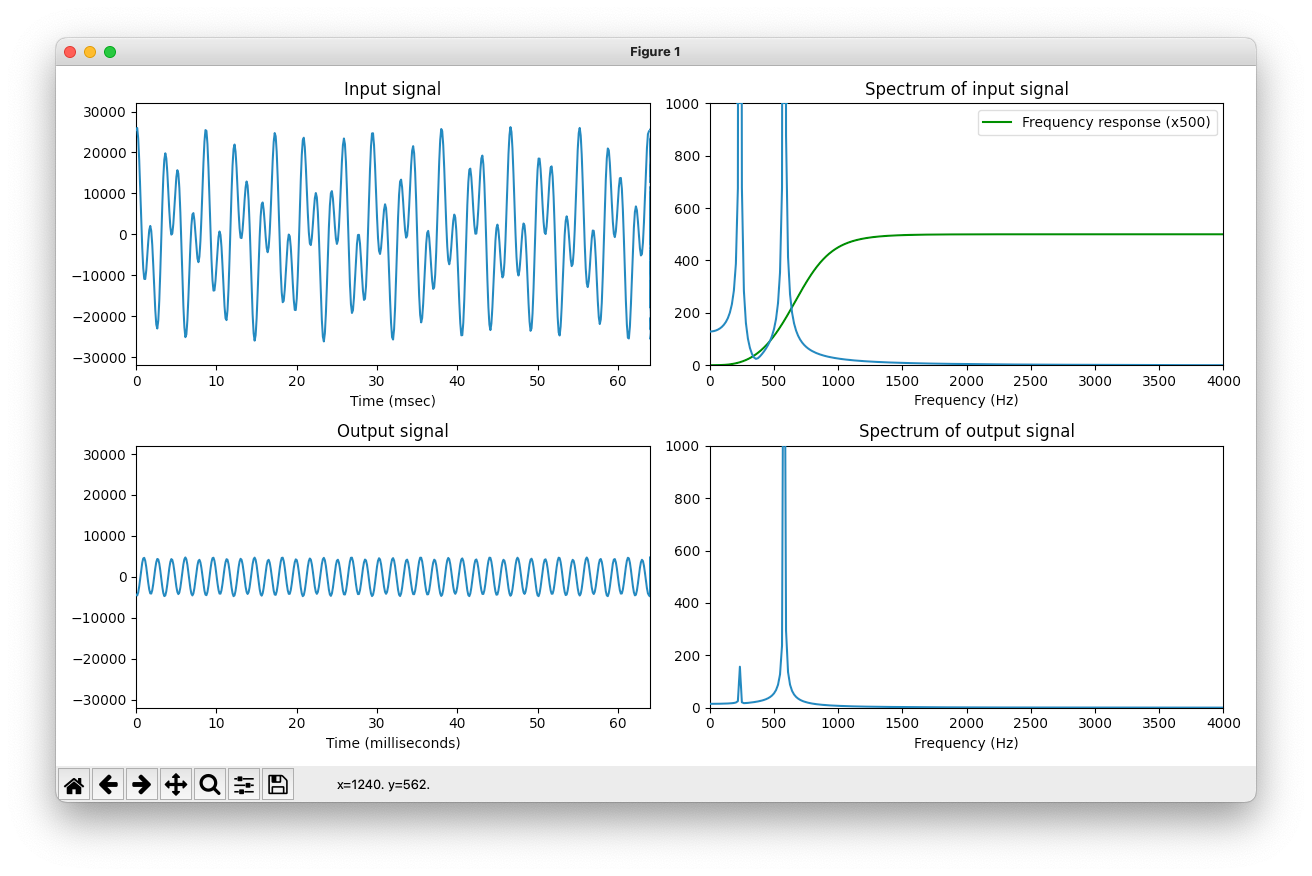 Figure 1
Input signal
30000
20000
10000
0
−10000
−20000
−30000
0 10 20 30 40 50 60
Time (msec)
Spectrum of input signal
Frequency response (x500)
1000
800
600
400
200
0
0 500 1000 1500 2000 2500 3000 3500 4000
Frequency (Hz)
Output signal
30000
20000
10000
0
−10000
−20000
−30000
0 10 20 30 40 50 60
Time (milliseconds)
Spectrum of output signal
1000
800
600
400
200
0
0 500 1000 1500 2000 2500 3000 3500 4000
Frequency (Hz)
x=1240. y=562.